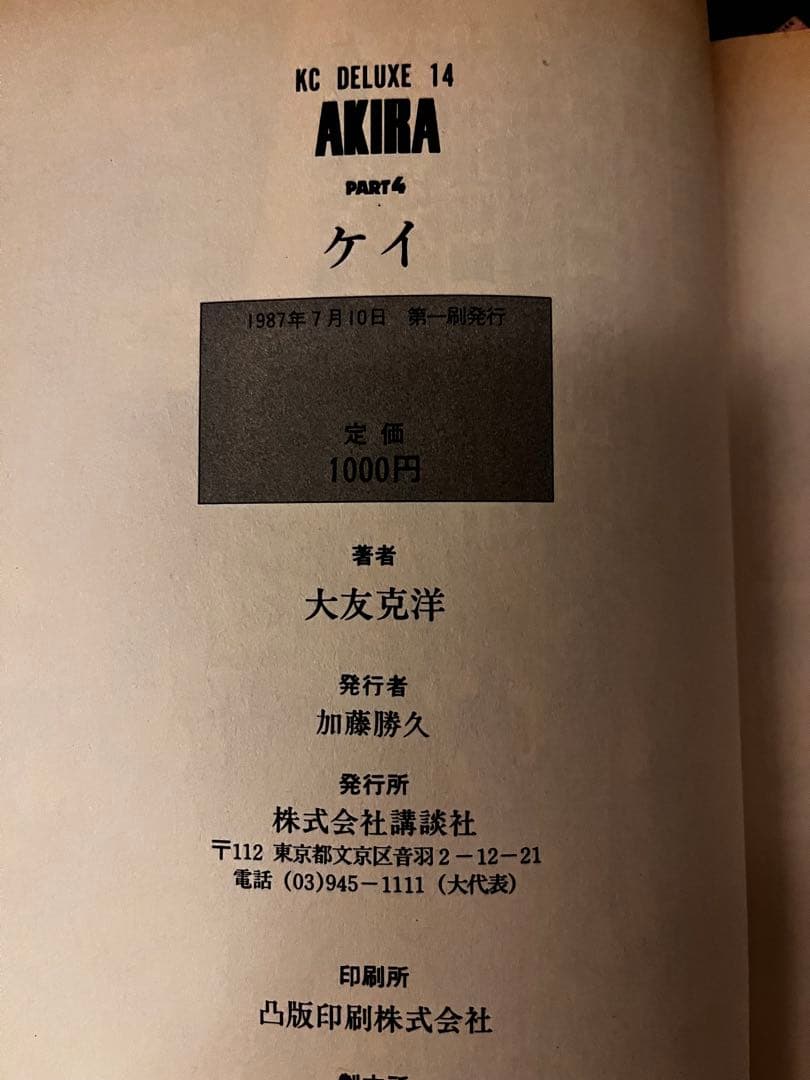 KC DELUXE 14
AKIRA
PART4
ケイ
1987年7月10日 第一刷発行
定価
1000円
著者
大友克洋
発行者
加藤勝久
発行所
株式会社講談社
〒112 東京都文京区音羽2-12-21
電話 (03)945-1111 (大代表)
印刷所
凸版印刷株式会社